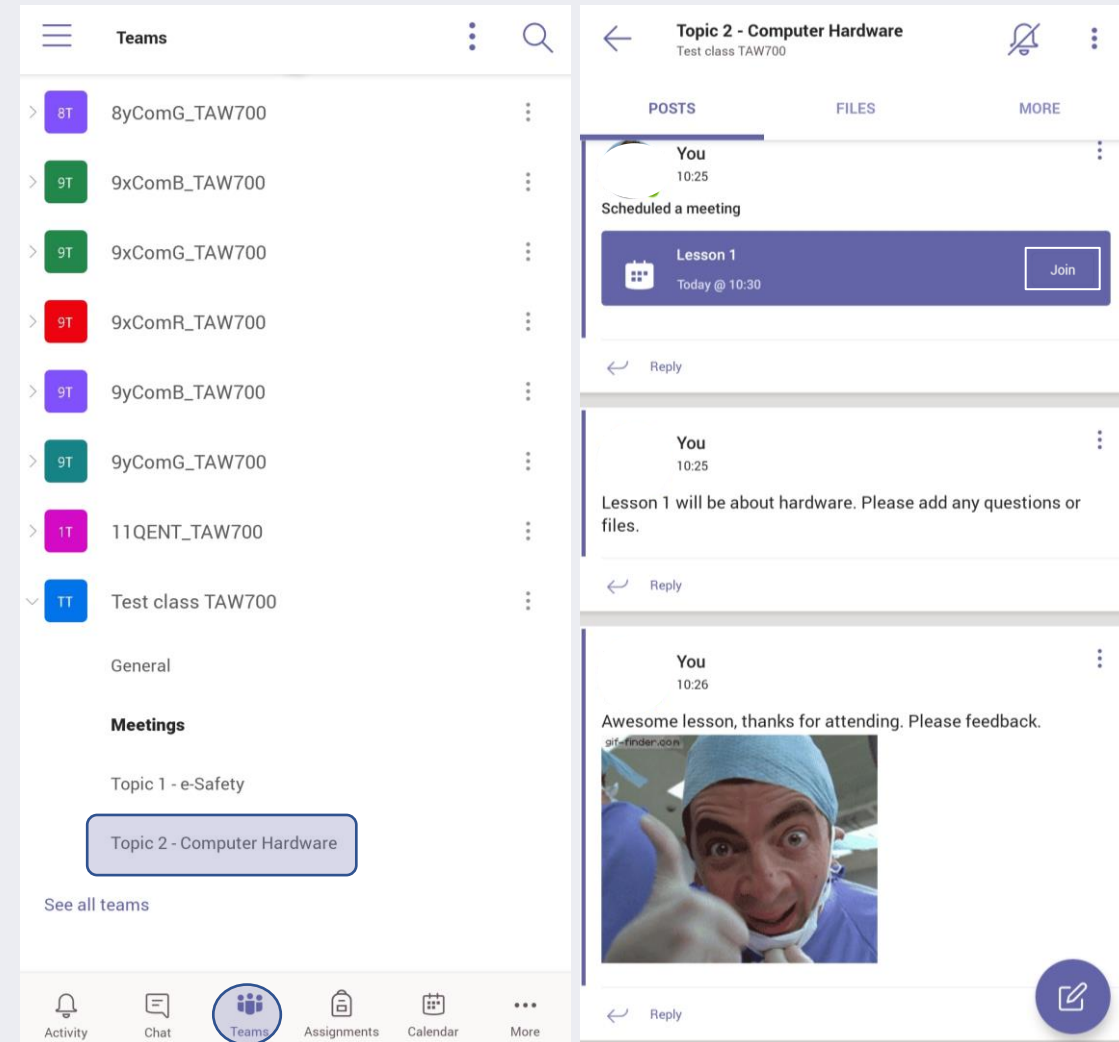 Teams
8T 8yComG_TAW700
9T 9xComB_TAW700
9T 9xComG_TAW700
9T 9xComR_TAW700
9T 9yComB_TAW700
9T 9yComG_TAW700
1T 11QENT_TAW700
TT Test class TAW700
General
Meetings
Topic 1 - e-Safety
Topic 2 - Computer Hardware
See all teams
Activity Chat Teams Assignments Calendar More
Topic 2 - Computer Hardware
Test class TAW700
POSTS FILES MORE
You
10:25
Scheduled a meeting
Lesson 1
Today @ 10:30
Join
Reply
You
10:25
Lesson 1 will be about hardware. Please add any questions or
files.
Reply
You
10:26
Awesome lesson, thanks for attending. Please feedback.
gif-finder.com
Reply